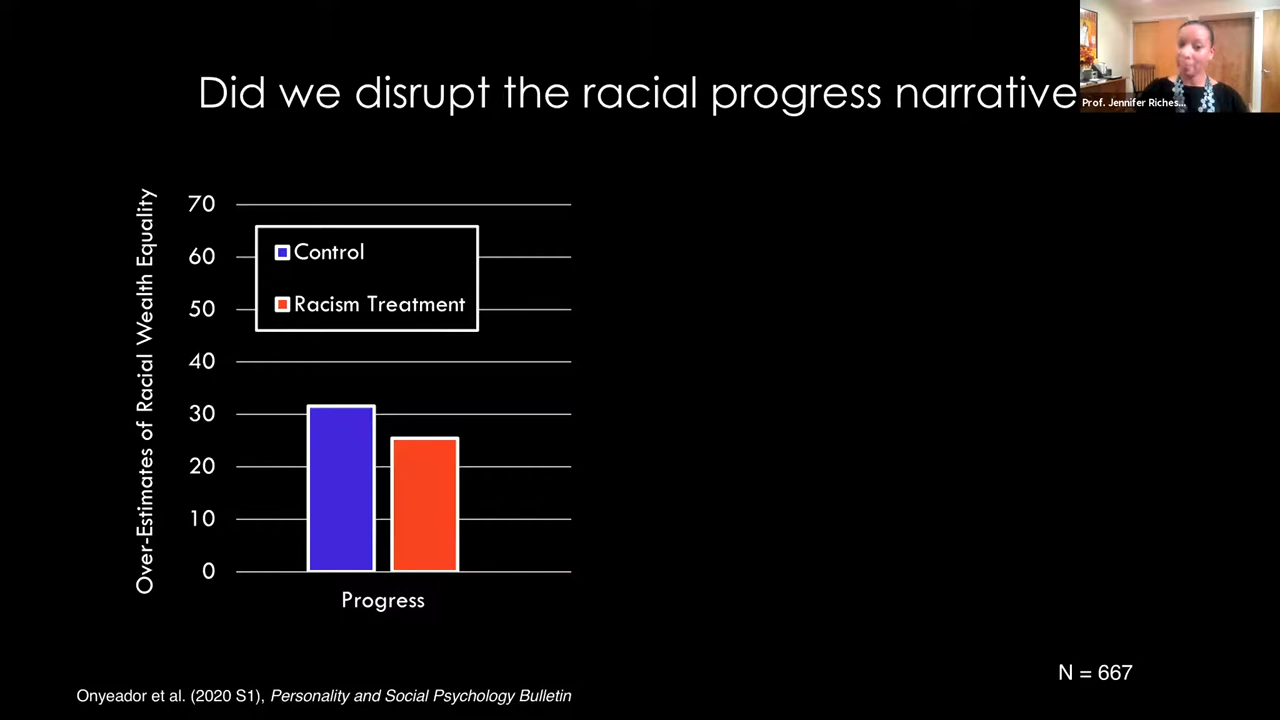 Did we disrupt the racial progress narrative
Prof. Jennifer Riches...
Over-Estimates of Racial Wealth Equality
70
60
50
40
30
20
10
0
Control
Racism Treatment
Progress
N = 667
Onyeador et al. (2020 S1), Personality and Social Psychology Bulletin